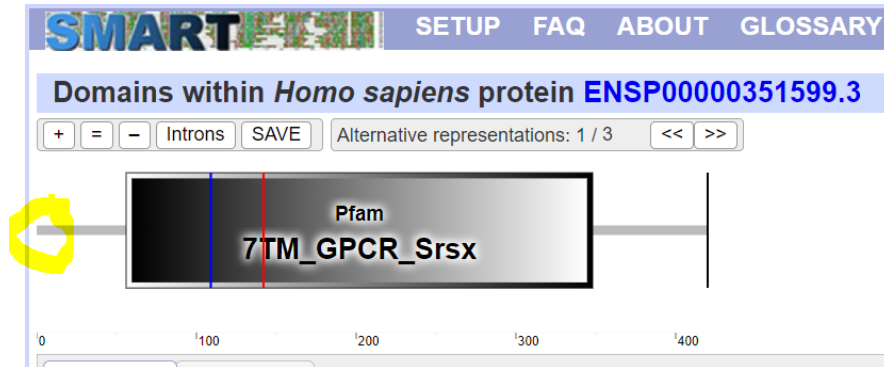 SMART SETUP FAQ ABOUT GLOSSARY
Domains within Homo sapiens protein ENSP00000351599.3
+ = – Introns SAVE Alternative representations: 1 / 3 << >>
Pfam
7TM_GPCR_Srsx
0 100 200 300 400